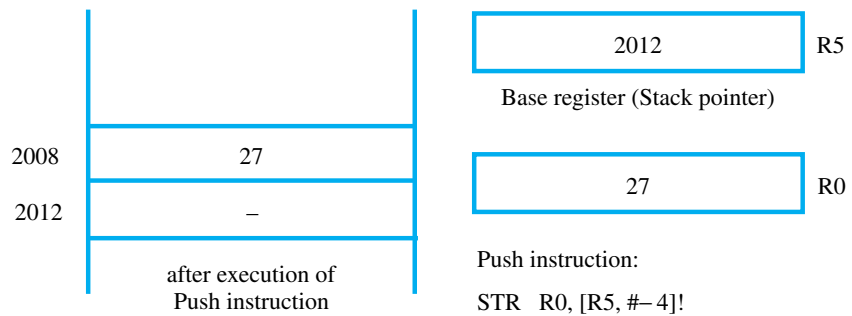 2008 27
2012 –
after execution of
Push instruction
2012 R5
Base register (Stack pointer)
27 R0
Push instruction:
STR R0, [R5, #– 4]!